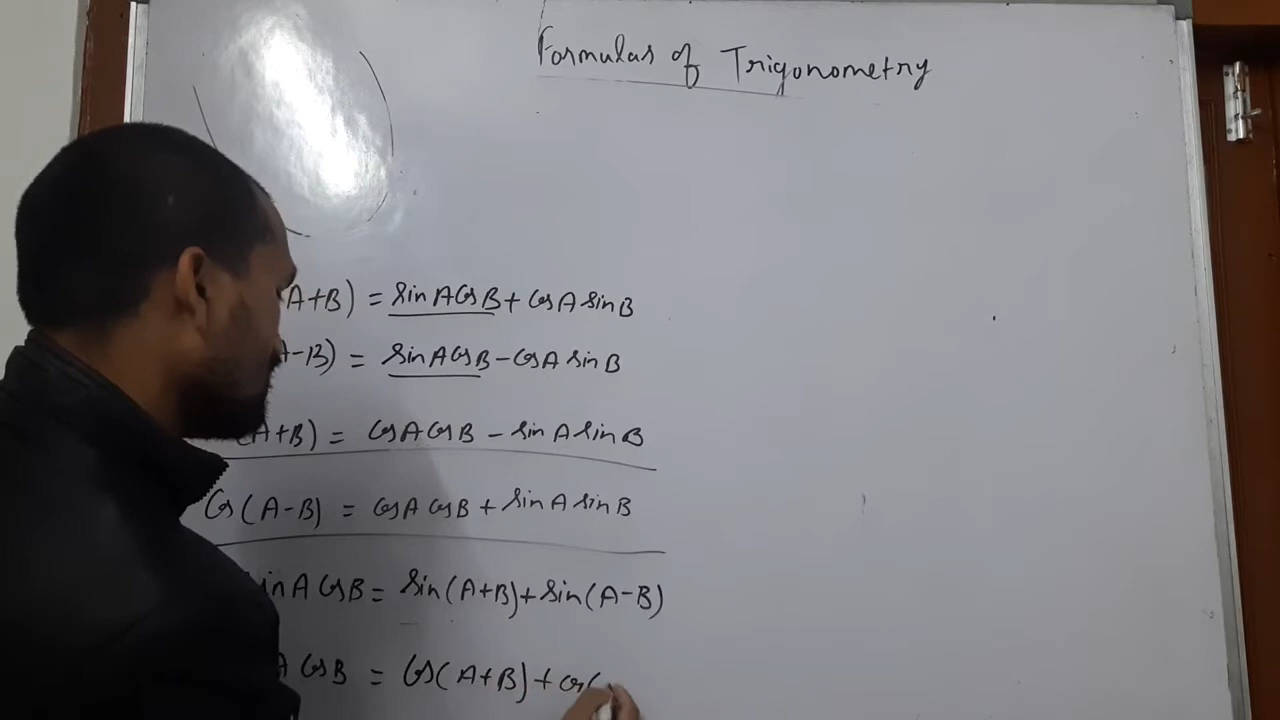 Formulas of Trigonometry
A+B) = sin A Cos B + Cos A sin B
A-B) = sin A Cos B - Cos A sin B
(A+B) = Cos A Cos B - sin A sin B
Cos(A-B) = Cos A Cos B + sin A sin B
sin A Cos B = sin(A+B)+sin(A-B)
A Cos B = Cos(A+B)+cos(